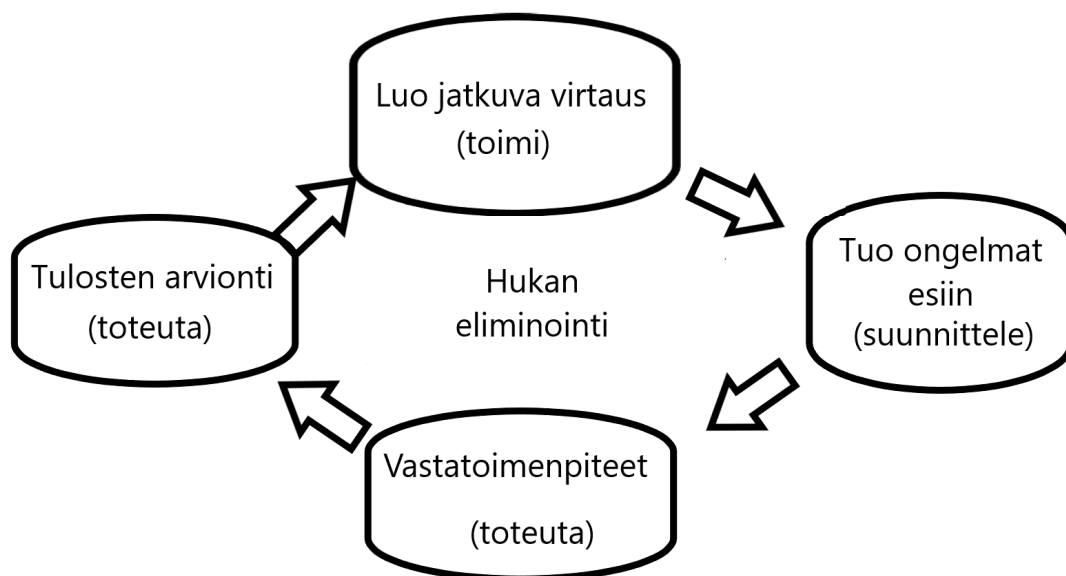 Luo jatkuva virtaus
(toimi)
Tuo ongelmat
esiin
(suunnittele)
Hukan
eliminointi
Tulosten arvionti
(toteuta)
Vastatoimenpiteet
(toteuta)